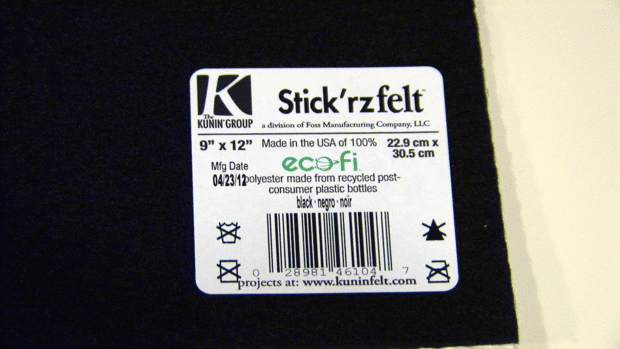 K
The
KUNIN GROUP
Stick'rz felt™
a division of Foss Manufacturing Company, LLC
9" x 12" Made in the USA of 100% 22.9 cm x
30.5 cm
eco-fi
Mfg Date
04/23/12 polyester made from recycled post-
consumer plastic bottles
black · negro · noir
0 28981 46104 7
projects at: www.kuninfelt.com